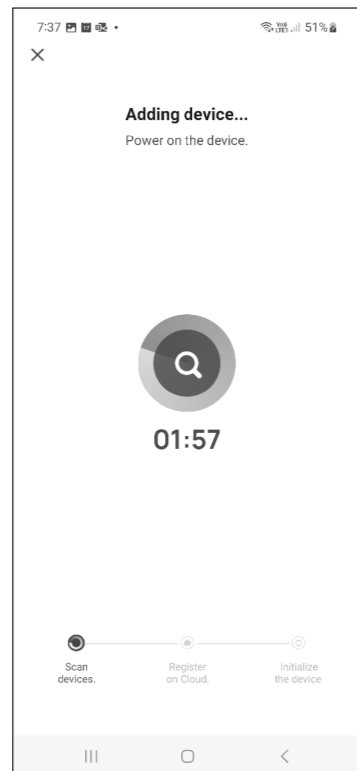 7:37
51%
Adding device...
Power on the device.
01:57
Scan
devices.
Register
on Cloud.
Initialize
the device